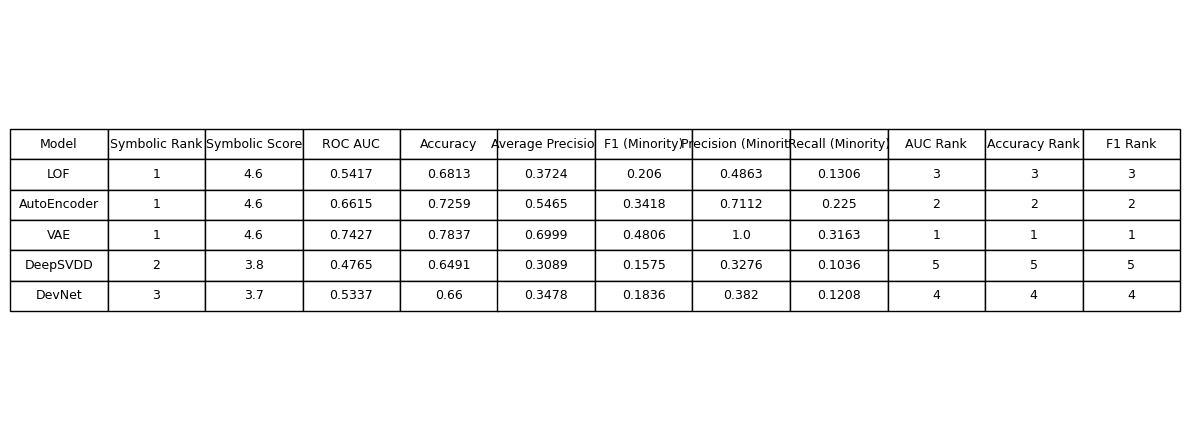 Model Symbolic Rank Symbolic Score ROC AUC Accuracy Average Precisio F1 (Minority) Precision (Minorit Recall (Minority) AUC Rank Accuracy Rank F1 Rank
LOF 1 4.6 0.5417 0.6813 0.3724 0.206 0.4863 0.1306 3 3 3
AutoEncoder 1 4.6 0.6615 0.7259 0.5465 0.3418 0.7112 0.225 2 2 2
VAE 1 4.6 0.7427 0.7837 0.6999 0.4806 1.0 0.3163 1 1 1
DeepSVDD 2 3.8 0.4765 0.6491 0.3089 0.1575 0.3276 0.1036 5 5 5
DevNet 3 3.7 0.5337 0.66 0.3478 0.1836 0.382 0.1208 4 4 4